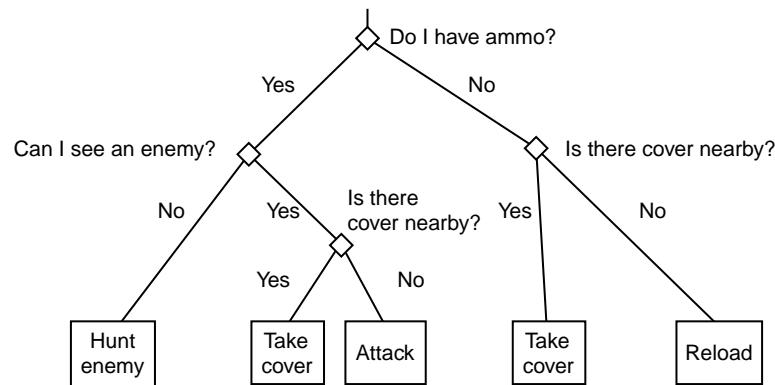 Do I have ammo?
Yes
No
Can I see an enemy?
Is there cover nearby?
No
Yes
Is there
cover nearby?
Yes
No
Yes
No
Hunt
enemy
Take
cover
Attack
Take
cover
Reload